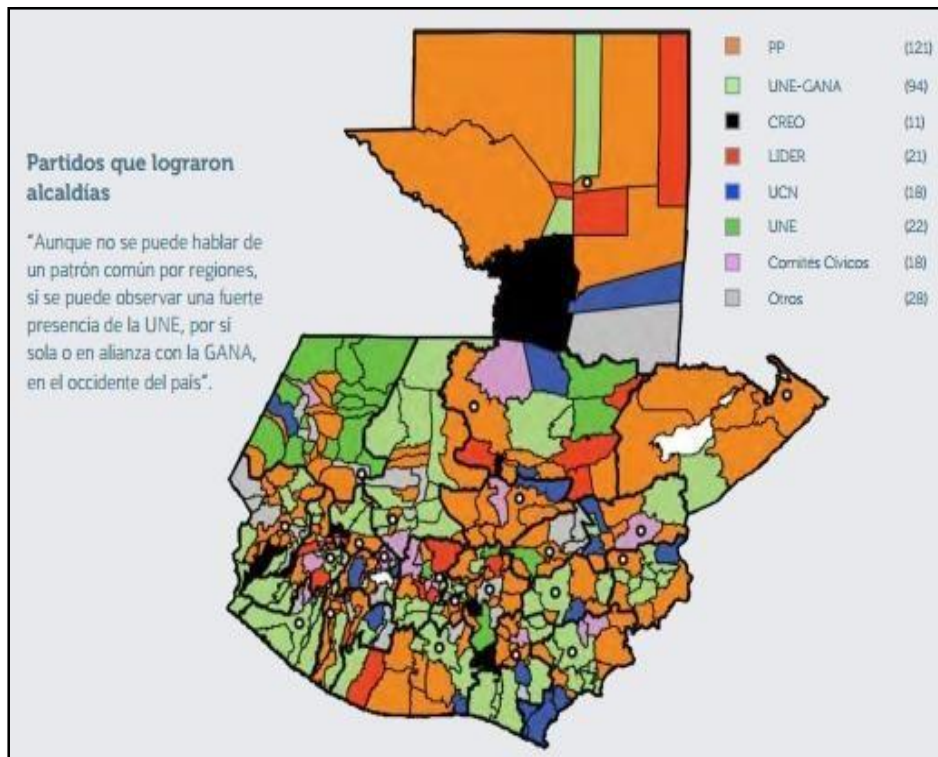 Partidos que lograron
alcaldías
"Aunque no se puede hablar de
un patrón común por regiones,
si se puede observar una fuerte
presencia de la UNE, por sí
sola o en alianza con la GANA,
en el occidente del país".
PP (121)
UNE-GANA (94)
CREO (11)
LIDER (21)
UCN (18)
UNE (22)
Comités Cívicos (18)
Otros (28)